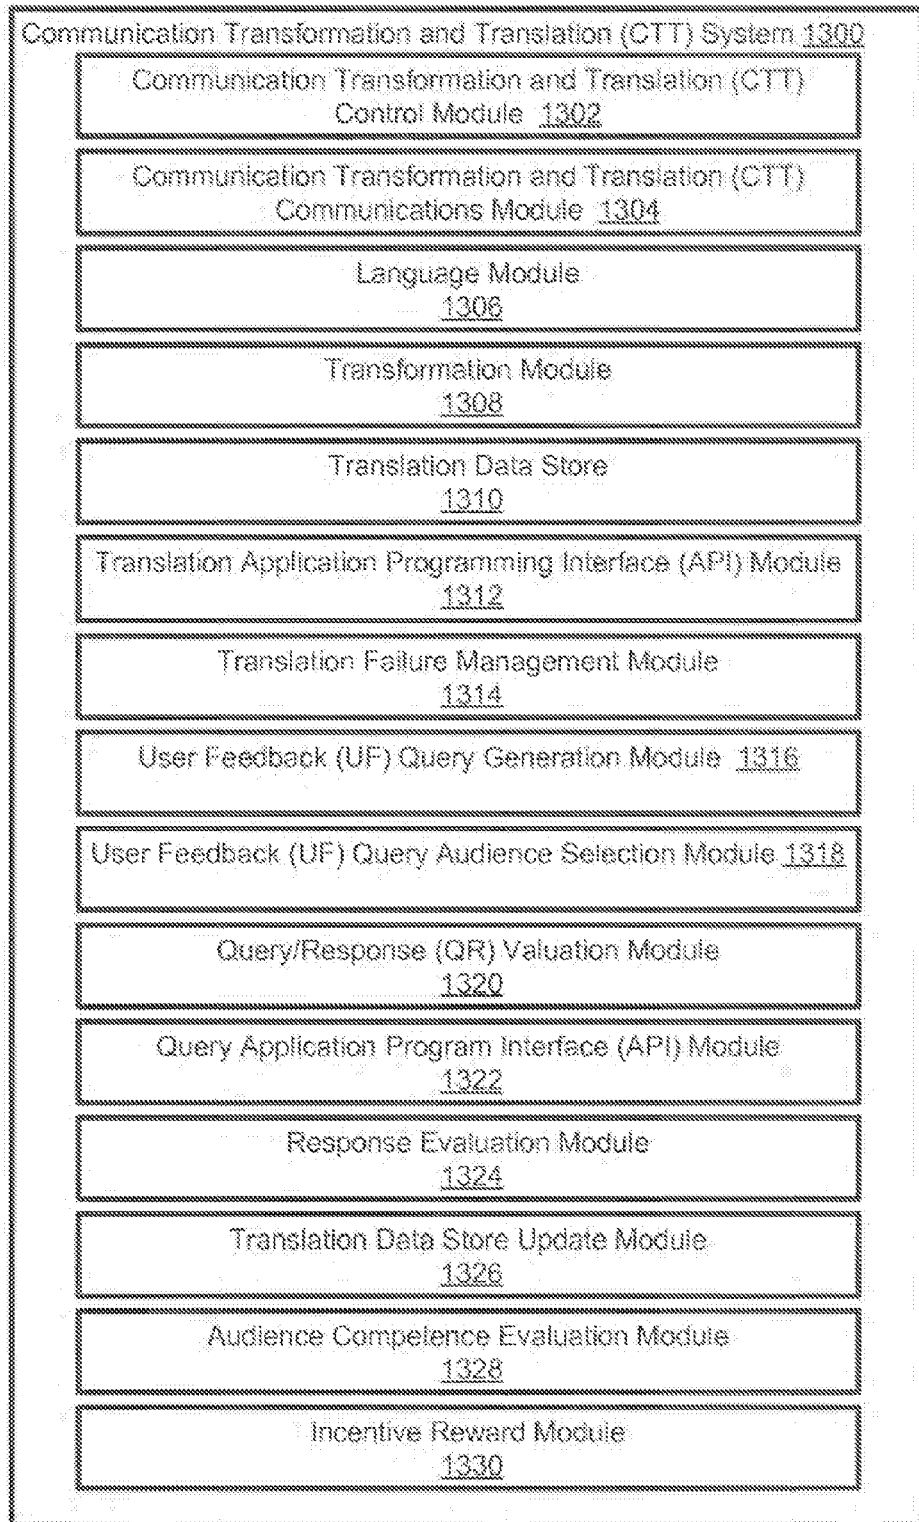 Communication Transformation and Translation (CTT) System 1300
Communication Transformation and Translation (CTT)
Control Module 1302
Communication Transformation and Translation (CTT)
Communications Module 1304
Language Module
1306
Transformation Module
1308
Translation Data Store
1310
Translation Application Programming Interface (API) Module
1312
Translation Failure Management Module
1314
User Feedback (UF) Query Generation Module 1316
User Feedback (UF) Query Audience Selection Module 1318
Query/Response (QR) Valuation Module
1320
Query Application Program Interface (API) Module
1322
Response Evaluation Module
1324
Translation Data Store Update Module
1326
Audience Competence Evaluation Module
1328
Incentive Reward Module
1330